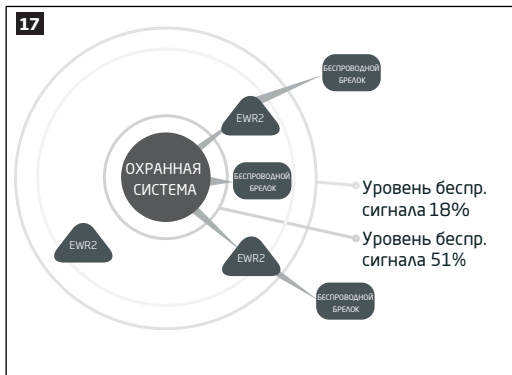 17
БЕСПРОВОДНОЙ
БРЕЛОК
EWR2
ОХРАННАЯ
СИСТЕМА
БЕСПРОВОДНОЙ
БРЕЛОК
Уровень беспр.
сигнала 18%
EWR2
EWR2
Уровень беспр.
сигнала 51%
БЕСПРОВОДНОЙ
БРЕЛОК